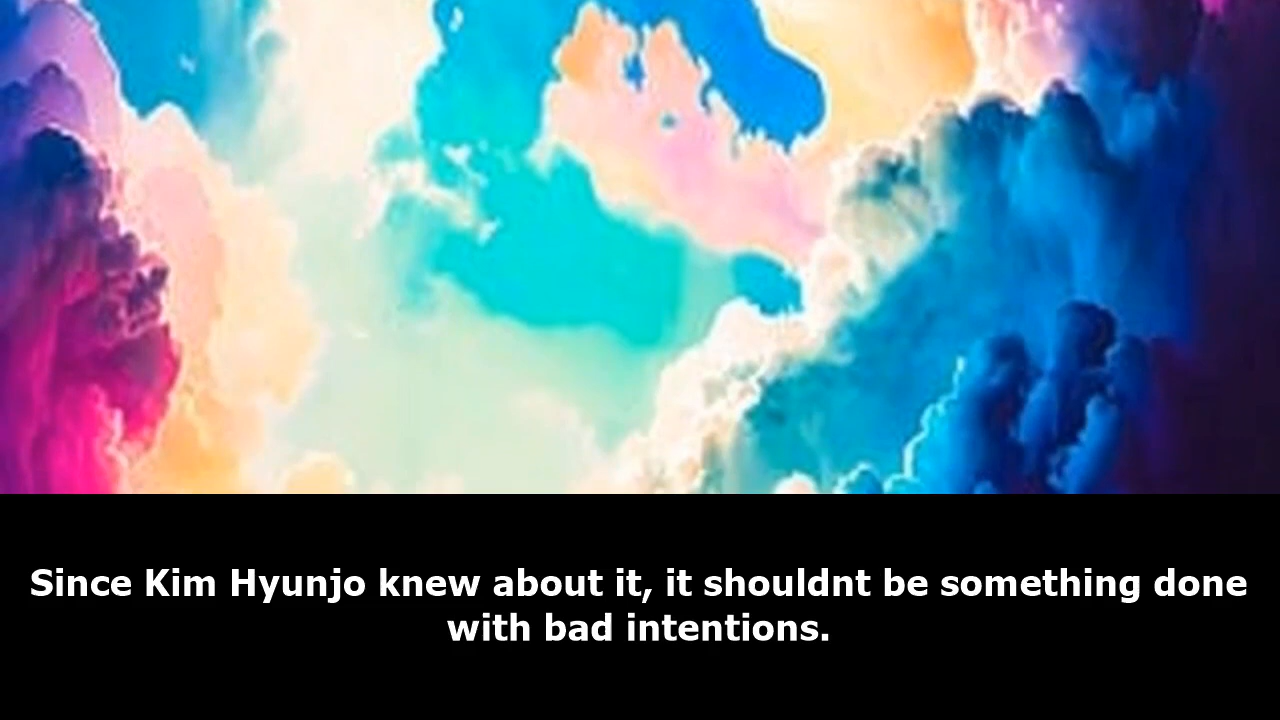 Since Kim Hyunjo knew about it, it shouldnt be something done
with bad intentions.